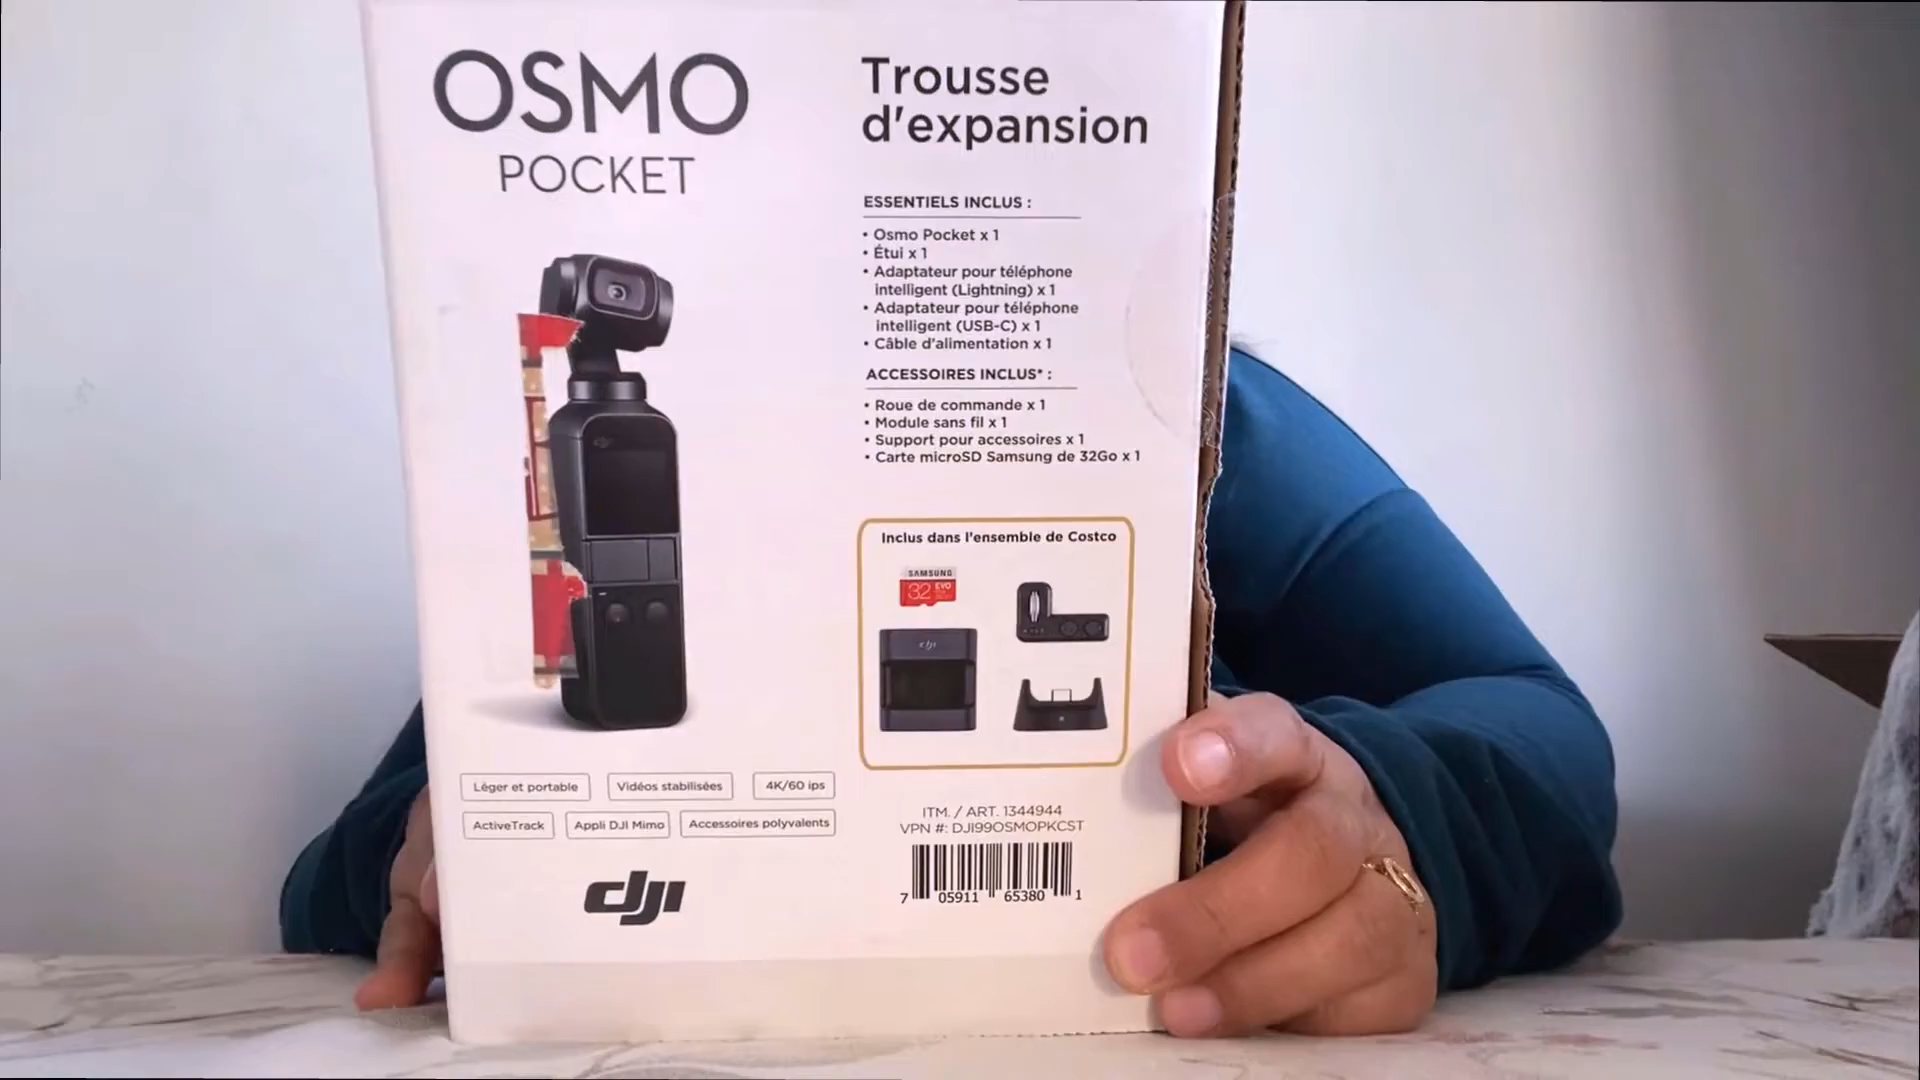 OSMO
POCKET
Trousse
d'expansion
ESSENTIELS INCLUS :
• Osmo Pocket x 1
• Étui x 1
• Adaptateur pour téléphone
intelligent (Lightning) x 1
• Adaptateur pour téléphone
intelligent (USB-C) x 1
• Câble d'alimentation x 1
ACCESSOIRES INCLUS* :
• Roue de commande x 1
• Module sans fil x 1
• Support pour accessoires x 1
• Carte microSD Samsung de 32Go x 1
Inclus dans l'ensemble de Costco
SAMSUNG
32 EVO
dji
Léger et portable
Vidéos stabilisées
4K/60 ips
ActiveTrack
Appli DJI Mimo
Accessoires polyvalents
dji
ITM. / ART. 1344944
VPN #: DJI99OSMOPKCST
7 05911 65380 1